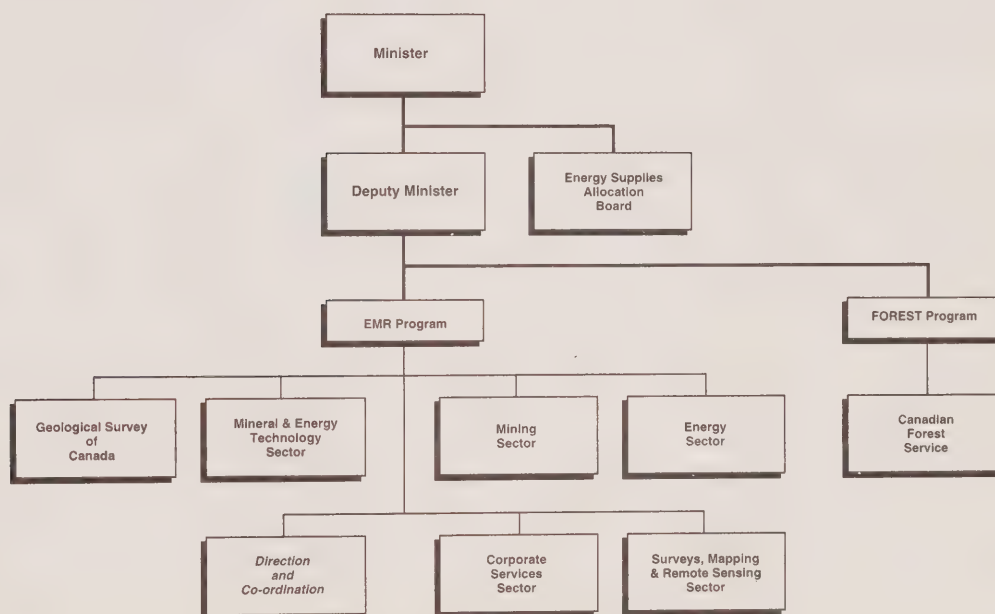 Minister
Deputy Minister
Energy Supplies
Allocation
Board
EMR Program
FOREST Program
Geological Survey
of
Canada
Mineral & Energy
Technology
Sector
Mining
Sector
Energy
Sector
Canadian
Forest
Service
Direction
and
Co-ordination
Corporate
Services
Sector
Surveys, Mapping
& Remote Sensing
Sector